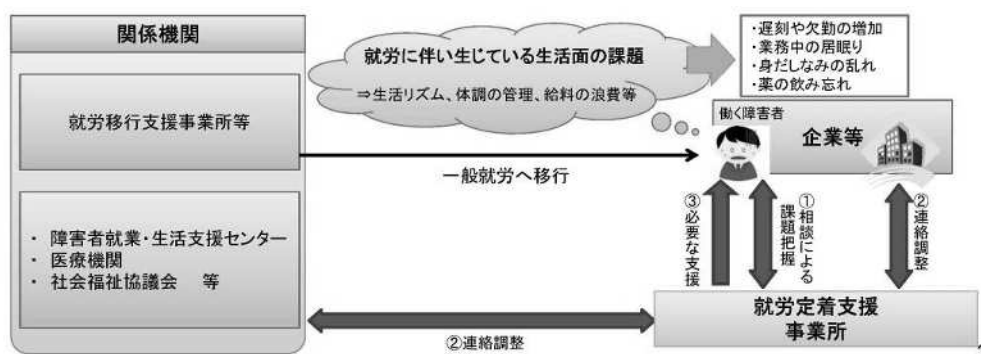 関係機関
就労移行支援事業所等
・ 障害者就業・生活支援センター
・ 医療機関
・ 社会福祉協議会 等
就労に伴い生じている生活面の課題
⇒生活リズム、体調の管理、給料の浪費等
・遅刻や欠勤の増加
・業務中の居眠り
・身だしなみの乱れ
・薬の飲み忘れ
働く障害者
企業等
一般就労へ移行
③必要な支援
①相談による
課題把握
②連絡調整
就労定着支援
事業所
②連絡調整